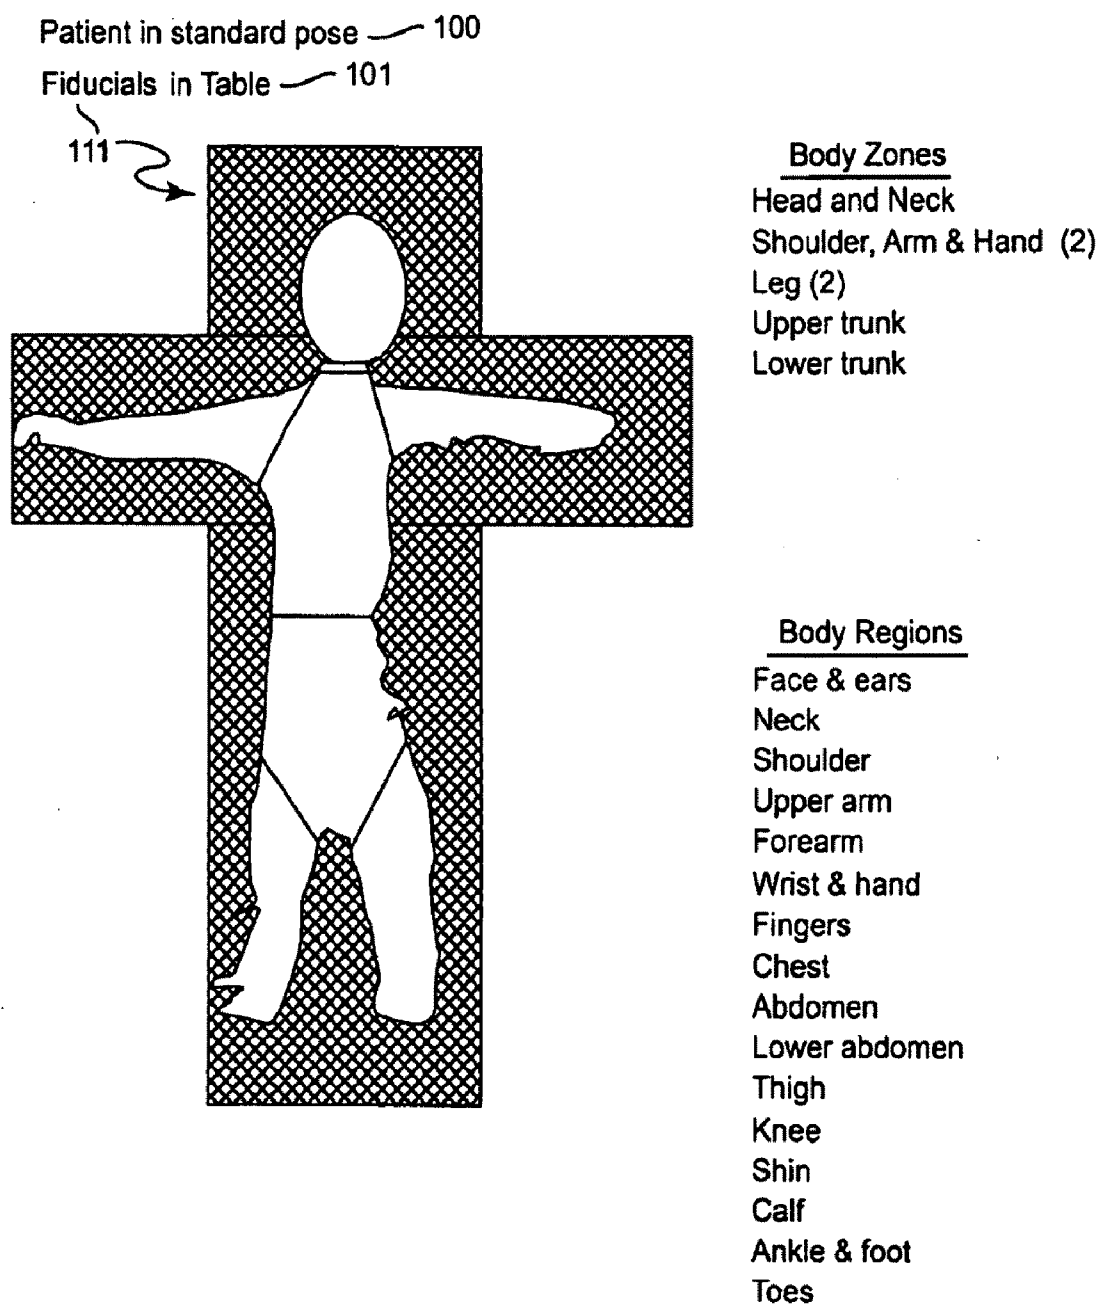 Patient in standard pose 100
Fiducials in Table 101
111
Body Zones
Head and Neck
Shoulder, Arm & Hand (2)
Leg (2)
Upper trunk
Lower trunk
Body Regions
Face & ears
Neck
Shoulder
Upper arm
Forearm
Wrist & hand
Fingers
Chest
Abdomen
Lower abdomen
Thigh
Knee
Shin
Calf
Ankle & foot
Toes